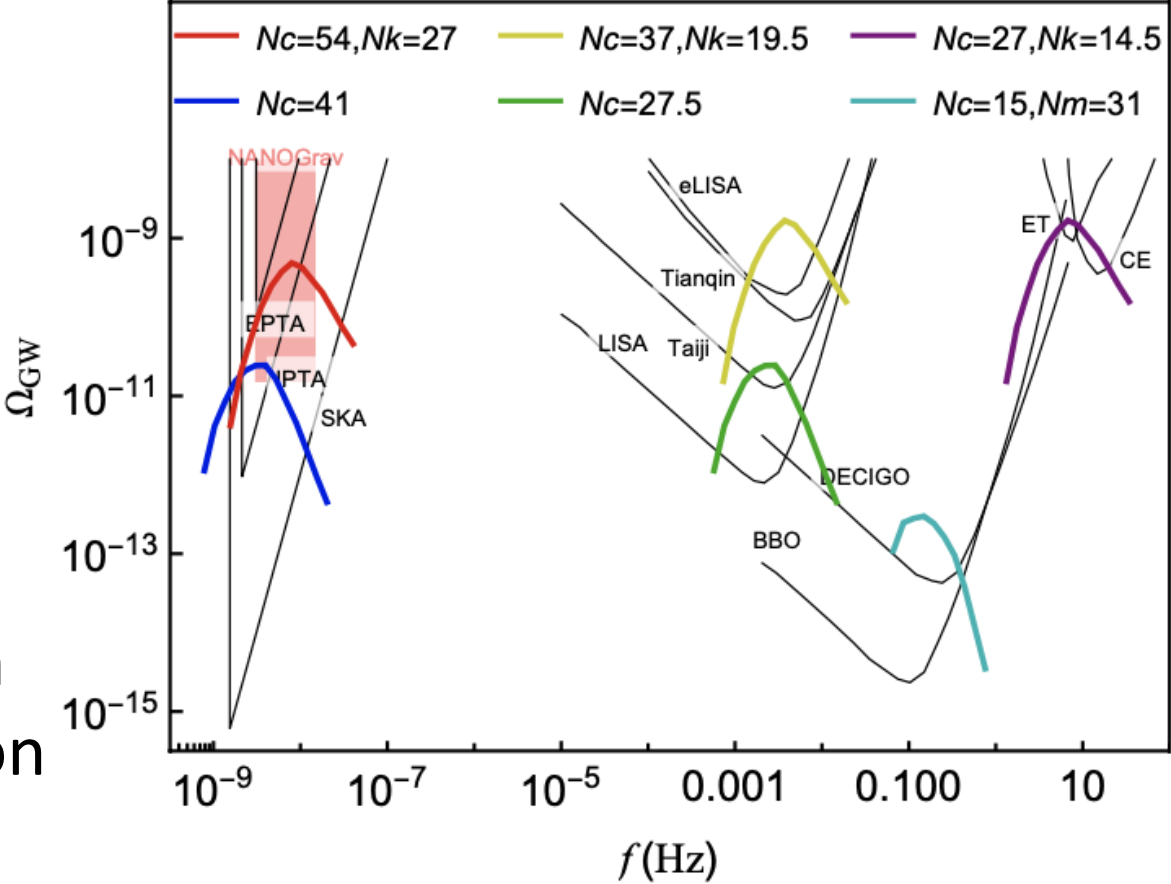 Nc=54,Nk=27 Nc=37,Nk=19.5 Nc=27,Nk=14.5
Nc=41 Nc=27.5 Nc=15,Nm=31
NANOGrav
eLISA
ET
10⁻⁹
CE
Tianqin
EPTA
LISA Taiji
IPTA
10⁻¹¹
SKA
DECIGO
BBO
10⁻¹³
10⁻¹⁵
on
Ω_GW
10⁻⁹ 10⁻⁷ 10⁻⁵ 0.001 0.100 10
f(Hz)